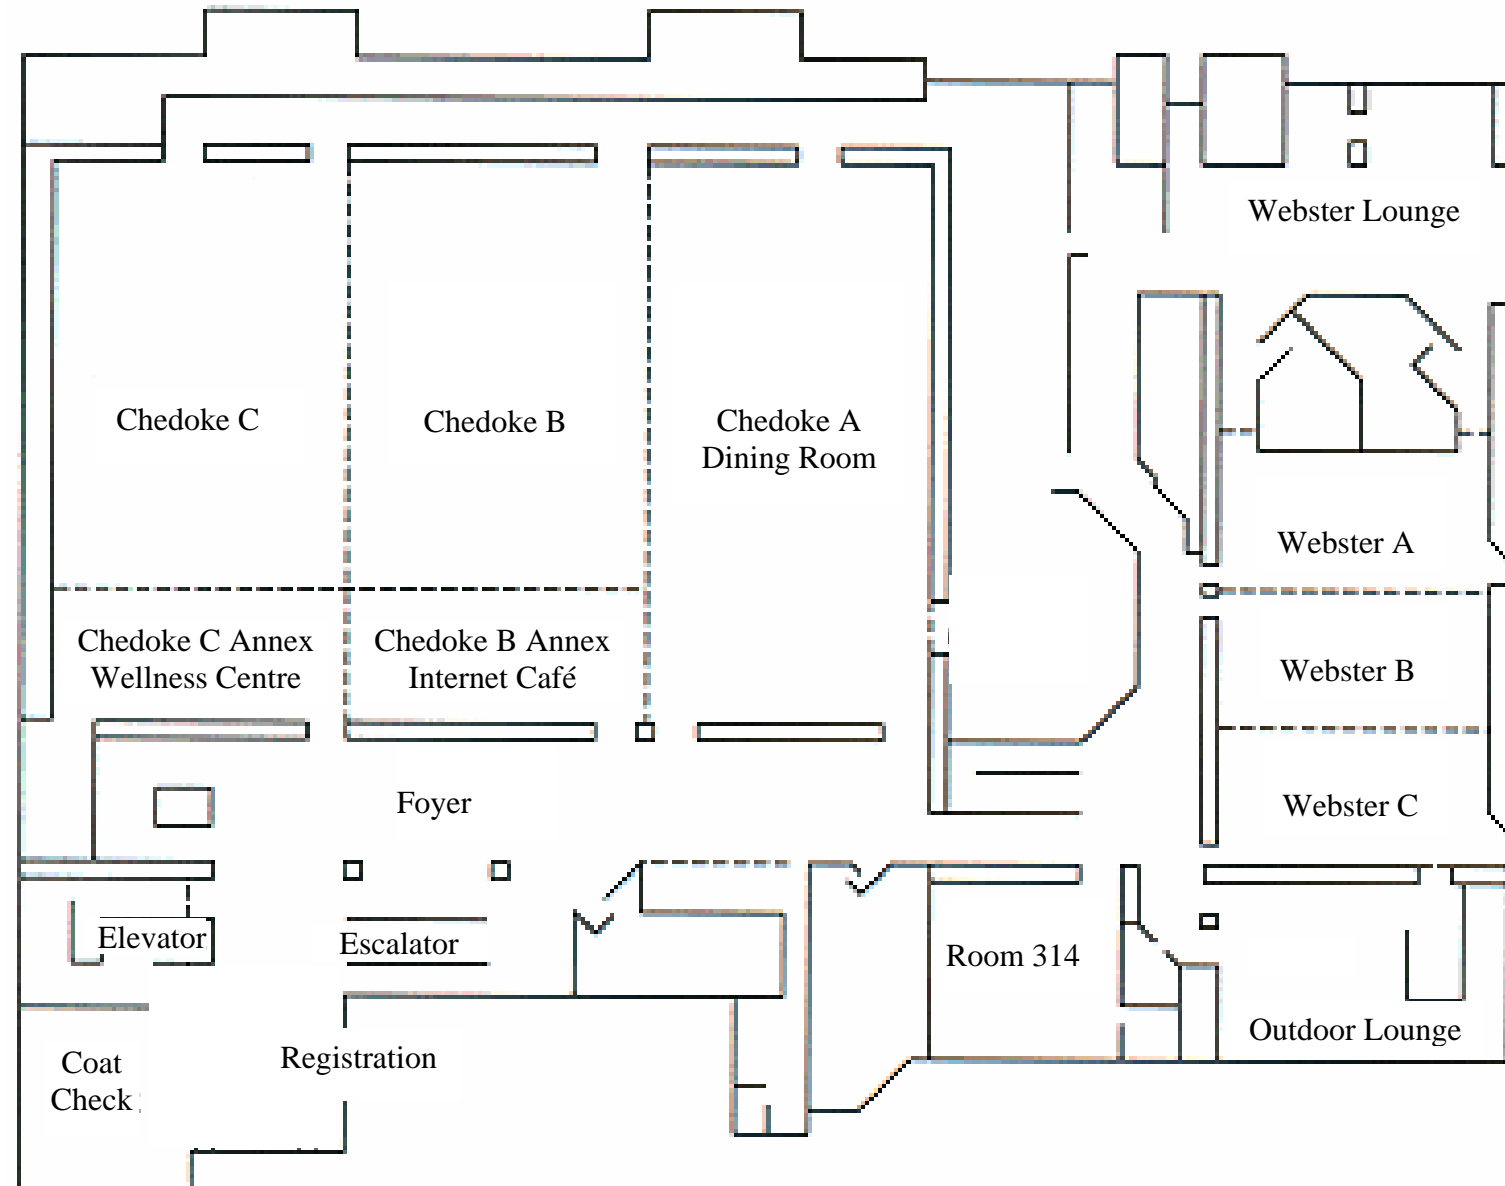 Webster Lounge
Chedoke C
Chedoke B
Chedoke A
Dining Room
Webster A
Chedoke C Annex
Wellness Centre
Chedoke B Annex
Internet Café
Webster B
Foyer
Webster C
Elevator
Escalator
Room 314
Outdoor Lounge
Registration
Coat
Check